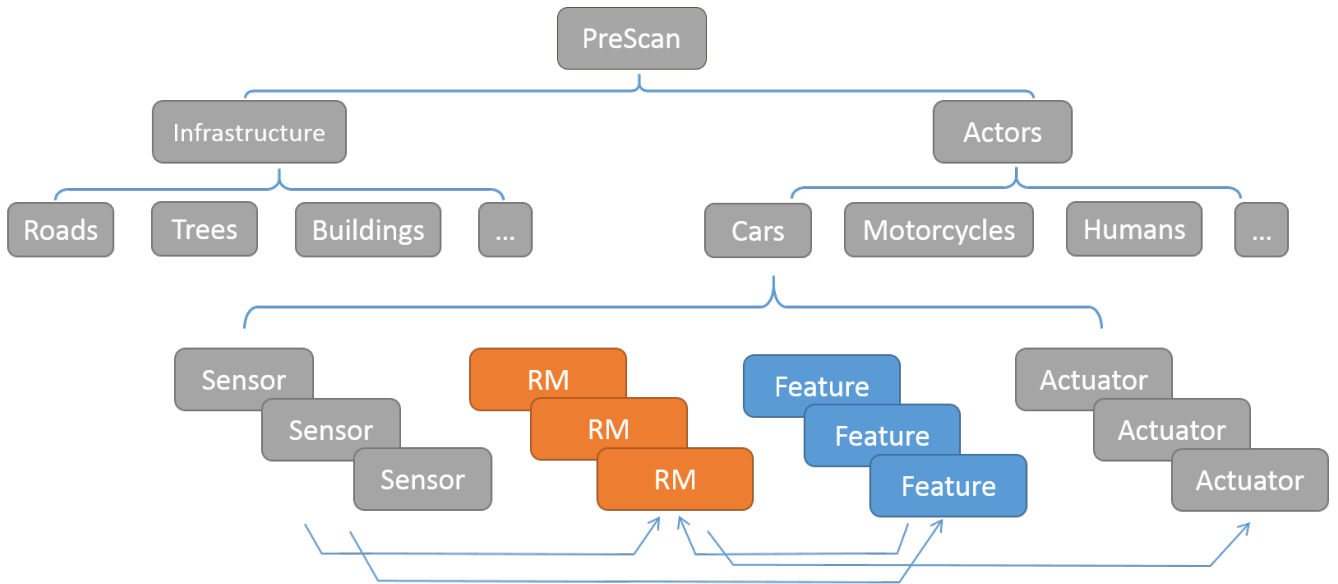 PreScan
Infrastructure
Actors
Roads
Trees
Buildings
...
Cars
Motorcycles
Humans
...
Sensor
Sensor
Sensor
RM
RM
RM
Feature
Feature
Feature
Actuator
Actuator
Actuator